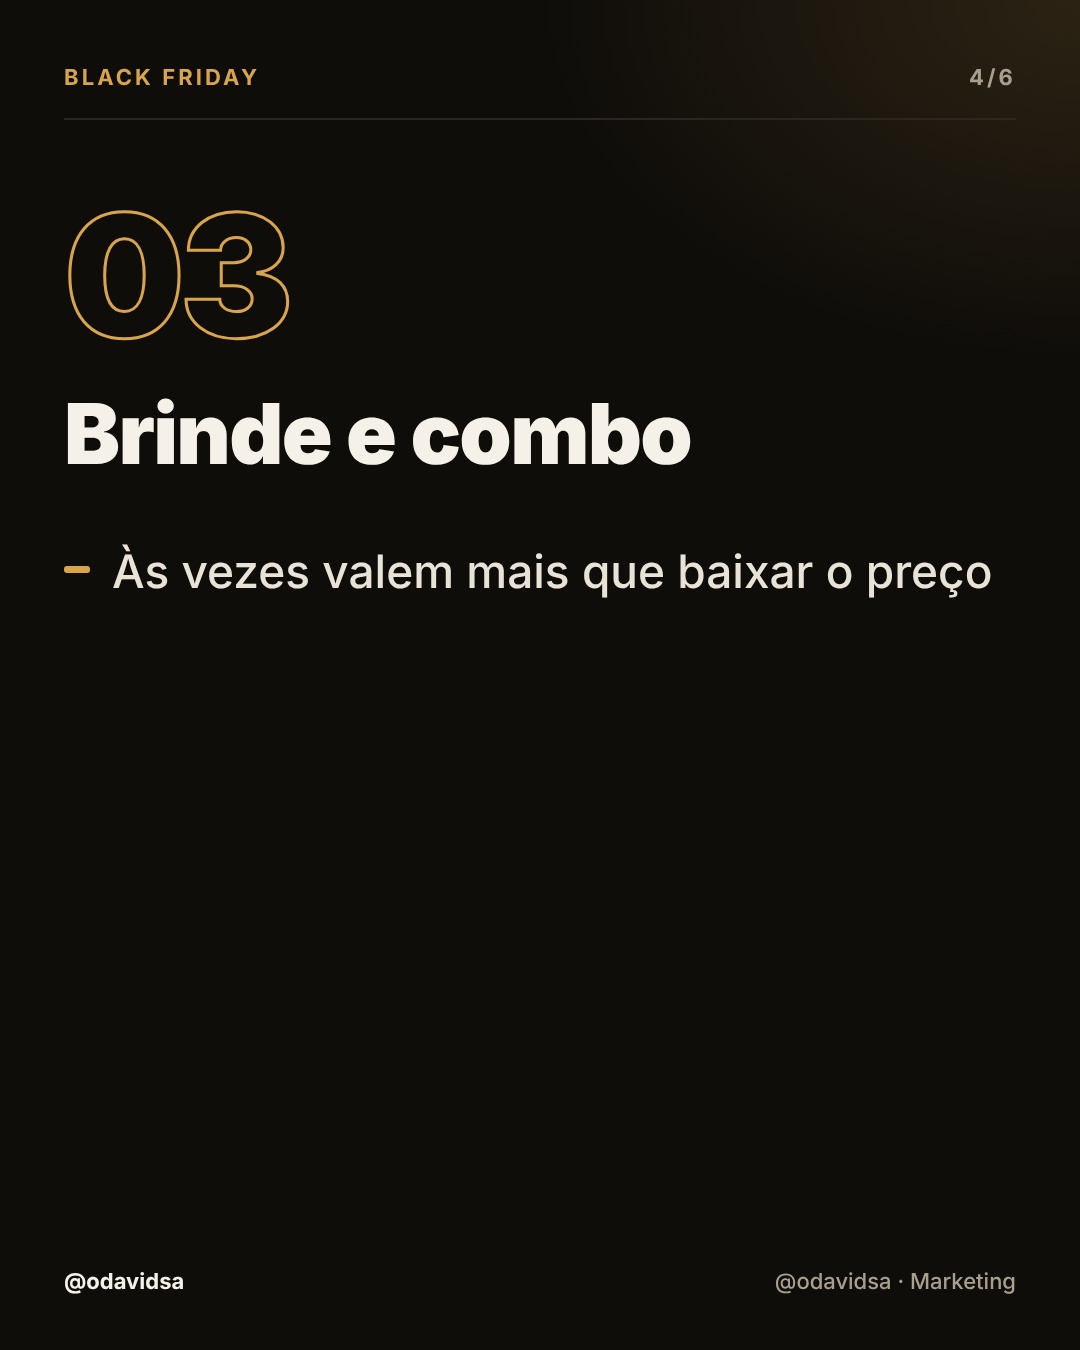 BLACK FRIDAY
4/6
03
Brinde e combo
Às vezes valem mais que baixar o preço
@odavidsa
@odavidsa · Marketing